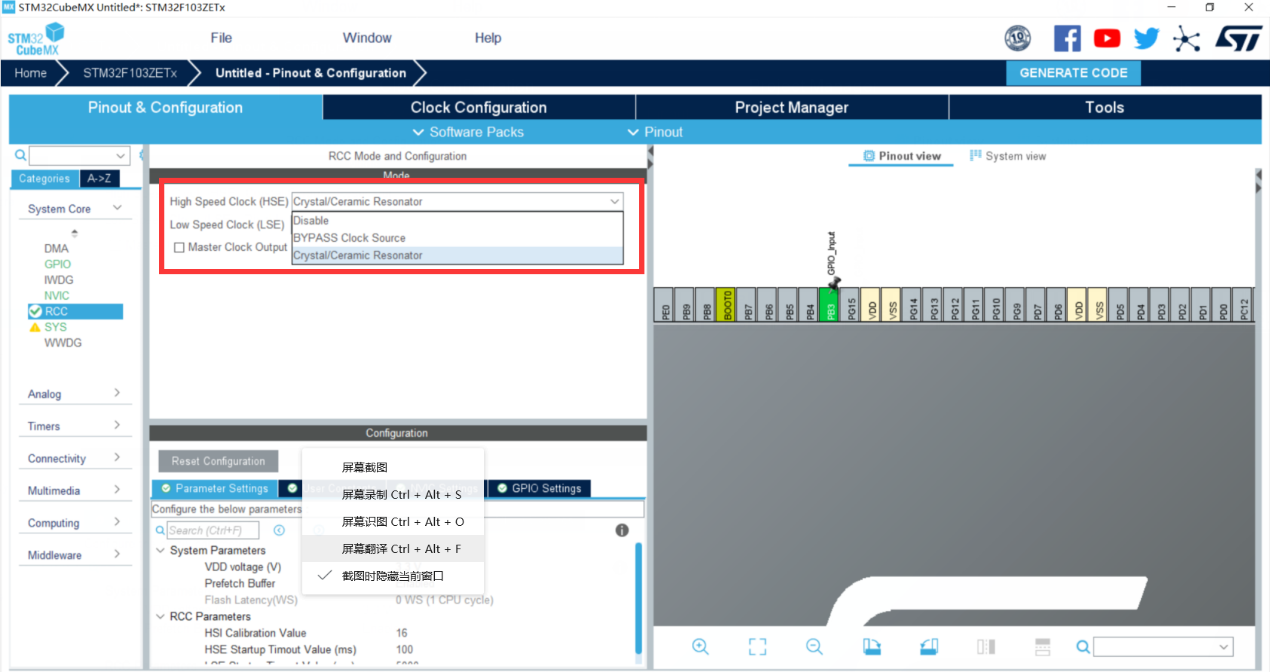 MX STM32CubeMX Untitled*: STM32F103ZETx
STM32
CubeMX
File
Window
Help
10
Home
STM32F103ZETx
Untitled - Pinout & Configuration
GENERATE CODE
Pinout & Configuration
Clock Configuration
Project Manager
Tools
Software Packs
Pinout
Categories
A->Z
System Core
DMA
GPIO
IWDG
NVIC
RCC
SYS
WWDG
Analog
Timers
Connectivity
Multimedia
Computing
Middleware
RCC Mode and Configuration
Mode
High Speed Clock (HSE) Crystal/Ceramic Resonator
Low Speed Clock (LSE)
Disable
BYPASS Clock Source
Crystal/Ceramic Resonator
Master Clock Output
Configuration
Reset Configuration
Parameter Settings
GPIO Settings
Configure the below parameters
Search (Ctrl+F)
System Parameters
VDD voltage (V)
Prefetch Buffer
Flash Latency(WS) 0 WS (1 CPU cycle)
RCC Parameters
HSI Calibration Value 16
HSE Startup Timeout Value (ms) 100
屏幕截图
屏幕录制 Ctrl + Alt + S
屏幕识图 Ctrl + Alt + O
屏幕翻译 Ctrl + Alt + F
截图时隐藏当前窗口
Pinout view
System view
GPIO_Input
PE0
PB9
PB8
BOOT0
PB7
PB6
PB5
PB4
PB3
PG15
VDD
VSS
PG14
PG13
PG12
PG11
PG10
PG9
PD7
PD6
VDD
VSS
PD5
PD4
PD3
PD2
PD1
PD0
PC12